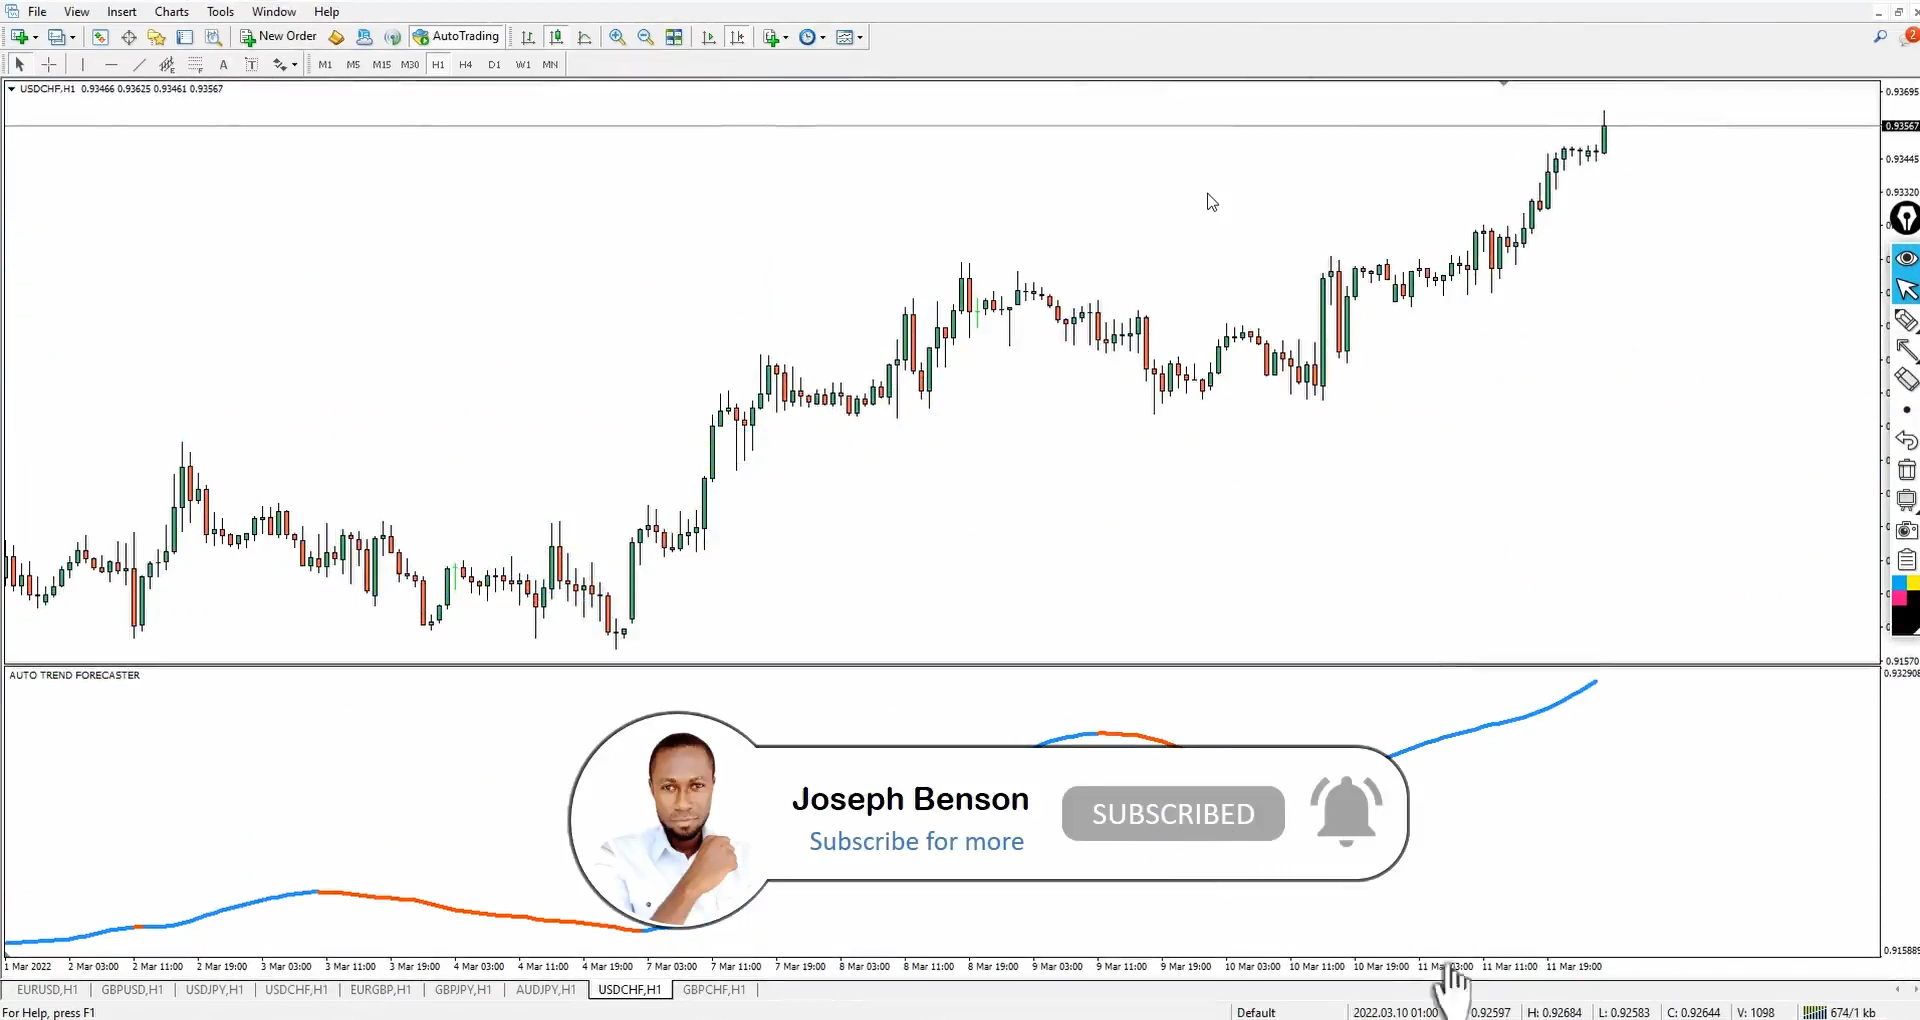 File View Insert Charts Tools Window Help
New Order AutoTrading
2
A T M1 M5 M15 M30 H1 H4 D1 W1 MN
USDCHF,H1 0.93466 0.93625 0.93461 0.93567
0.93695
0.93567
0.93445
0.93320
0.91570
AUTO TREND FORECASTER
0.932908
Joseph Benson
Subscribe for more
SUBSCRIBED
0.915885
1 Mar 2022 2 Mar 03:00 2 Mar 11:00 2 Mar 19:00 3 Mar 03:00 3 Mar 11:00 3 Mar 19:00 4 Mar 03:00 4 Mar 11:00 4 Mar 19:00 7 Mar 03:00 7 Mar 11:00 7 Mar 19:00 8 Mar 03:00 8 Mar 11:00 8 Mar 19:00 9 Mar 03:00 9 Mar 11:00 9 Mar 19:00 10 Mar 03:00 10 Mar 11:00 10 Mar 19:00 11 Mar 03:00 11 Mar 11:00 11 Mar 19:00
EURUSD,H1 GBPUSD,H1 USDJPY,H1 USDCHF,H1 EURGBP,H1 GBPJPY,H1 AUDJPY,H1 USDCHF,H1 GBPCHF,H1
For Help, press F1 Default 2022.03.10 01:00 0.92597 H: 0.92684 L: 0.92583 C: 0.92644 V: 1098 674/1 kb